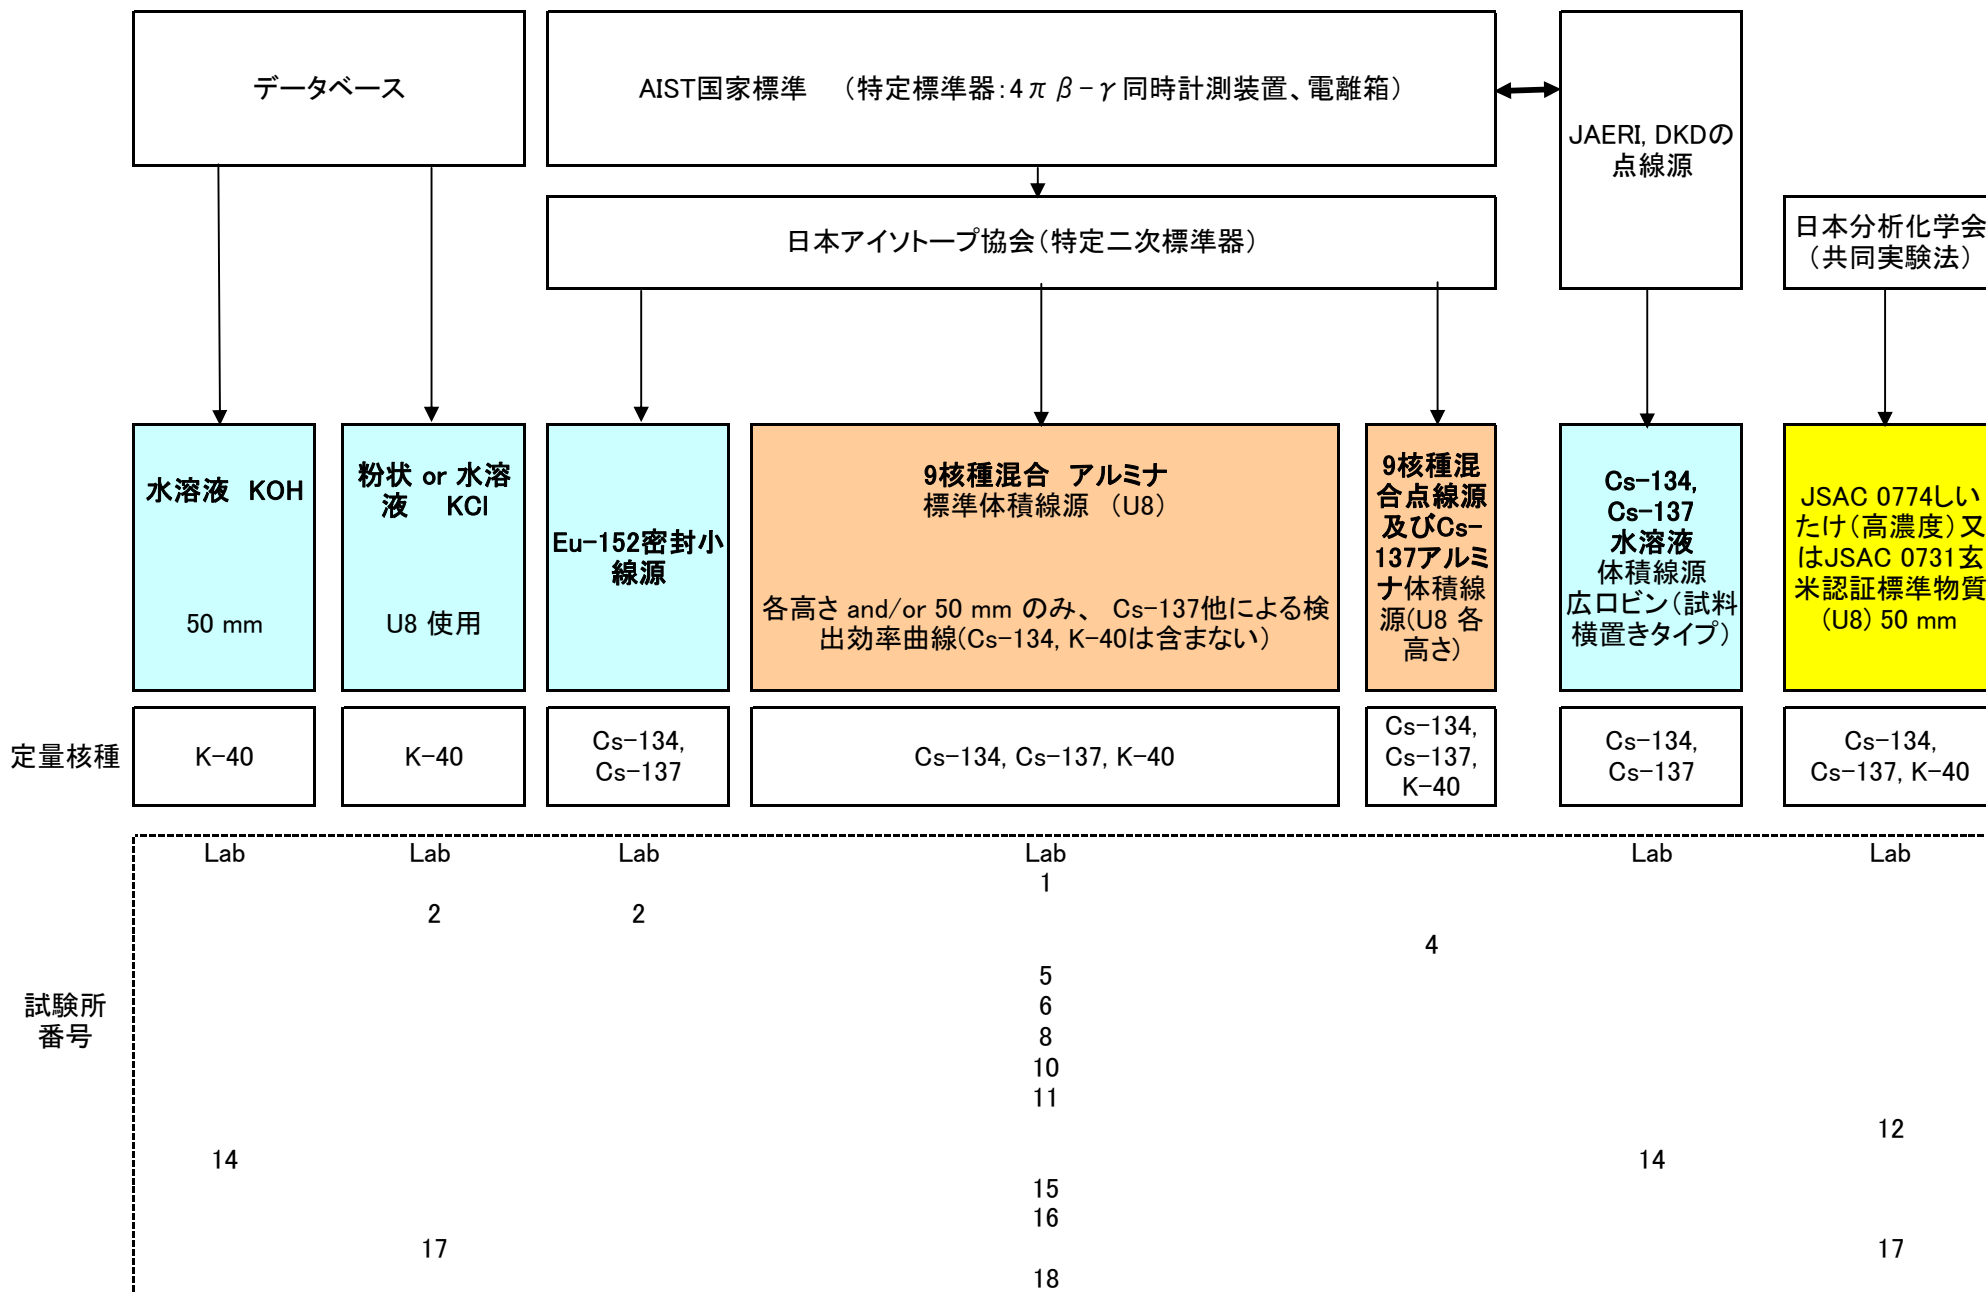 データベース
AIST国家標準　（特定標準器：4π β−γ同時計測装置、電離箱）
JAERI, DKDの
点線源
日本アイソトープ協会（特定二次標準器）
日本分析化学会
（共同実験法）
水溶液　KOH
50 mm
粉状 or 水溶
液　KCl
U8 使用
Eu−152密封小
線源
9核種混合　アルミナ
標準体積線源　（U8）
各高さ and/or 50 mm のみ、 Cs−137他による検
出効率曲線(Cs−134, K−40は含まない）
9核種混
合点線源
及びCs−
137アルミ
ナ体積線
源(U8 各
高さ）
Cs−134,
Cs−137
水溶液
体積線源
広口ビン（試料
横置きタイプ）
JSAC 0774しい
たけ（高濃度）又
はJSAC 0731玄
米認証標準物質
(U8) 50 mm
定量核種
K−40
K−40
Cs−134,
Cs−137
Cs−134, Cs−137, K−40
Cs−134,
Cs−137,
K−40
Cs−134,
Cs−137
Cs−134,
Cs−137, K−40
試験所
番号
Lab Lab Lab Lab Lab Lab
1
2 2
4
5
6
8
10
11
12
14 14
15
16
17 17
18